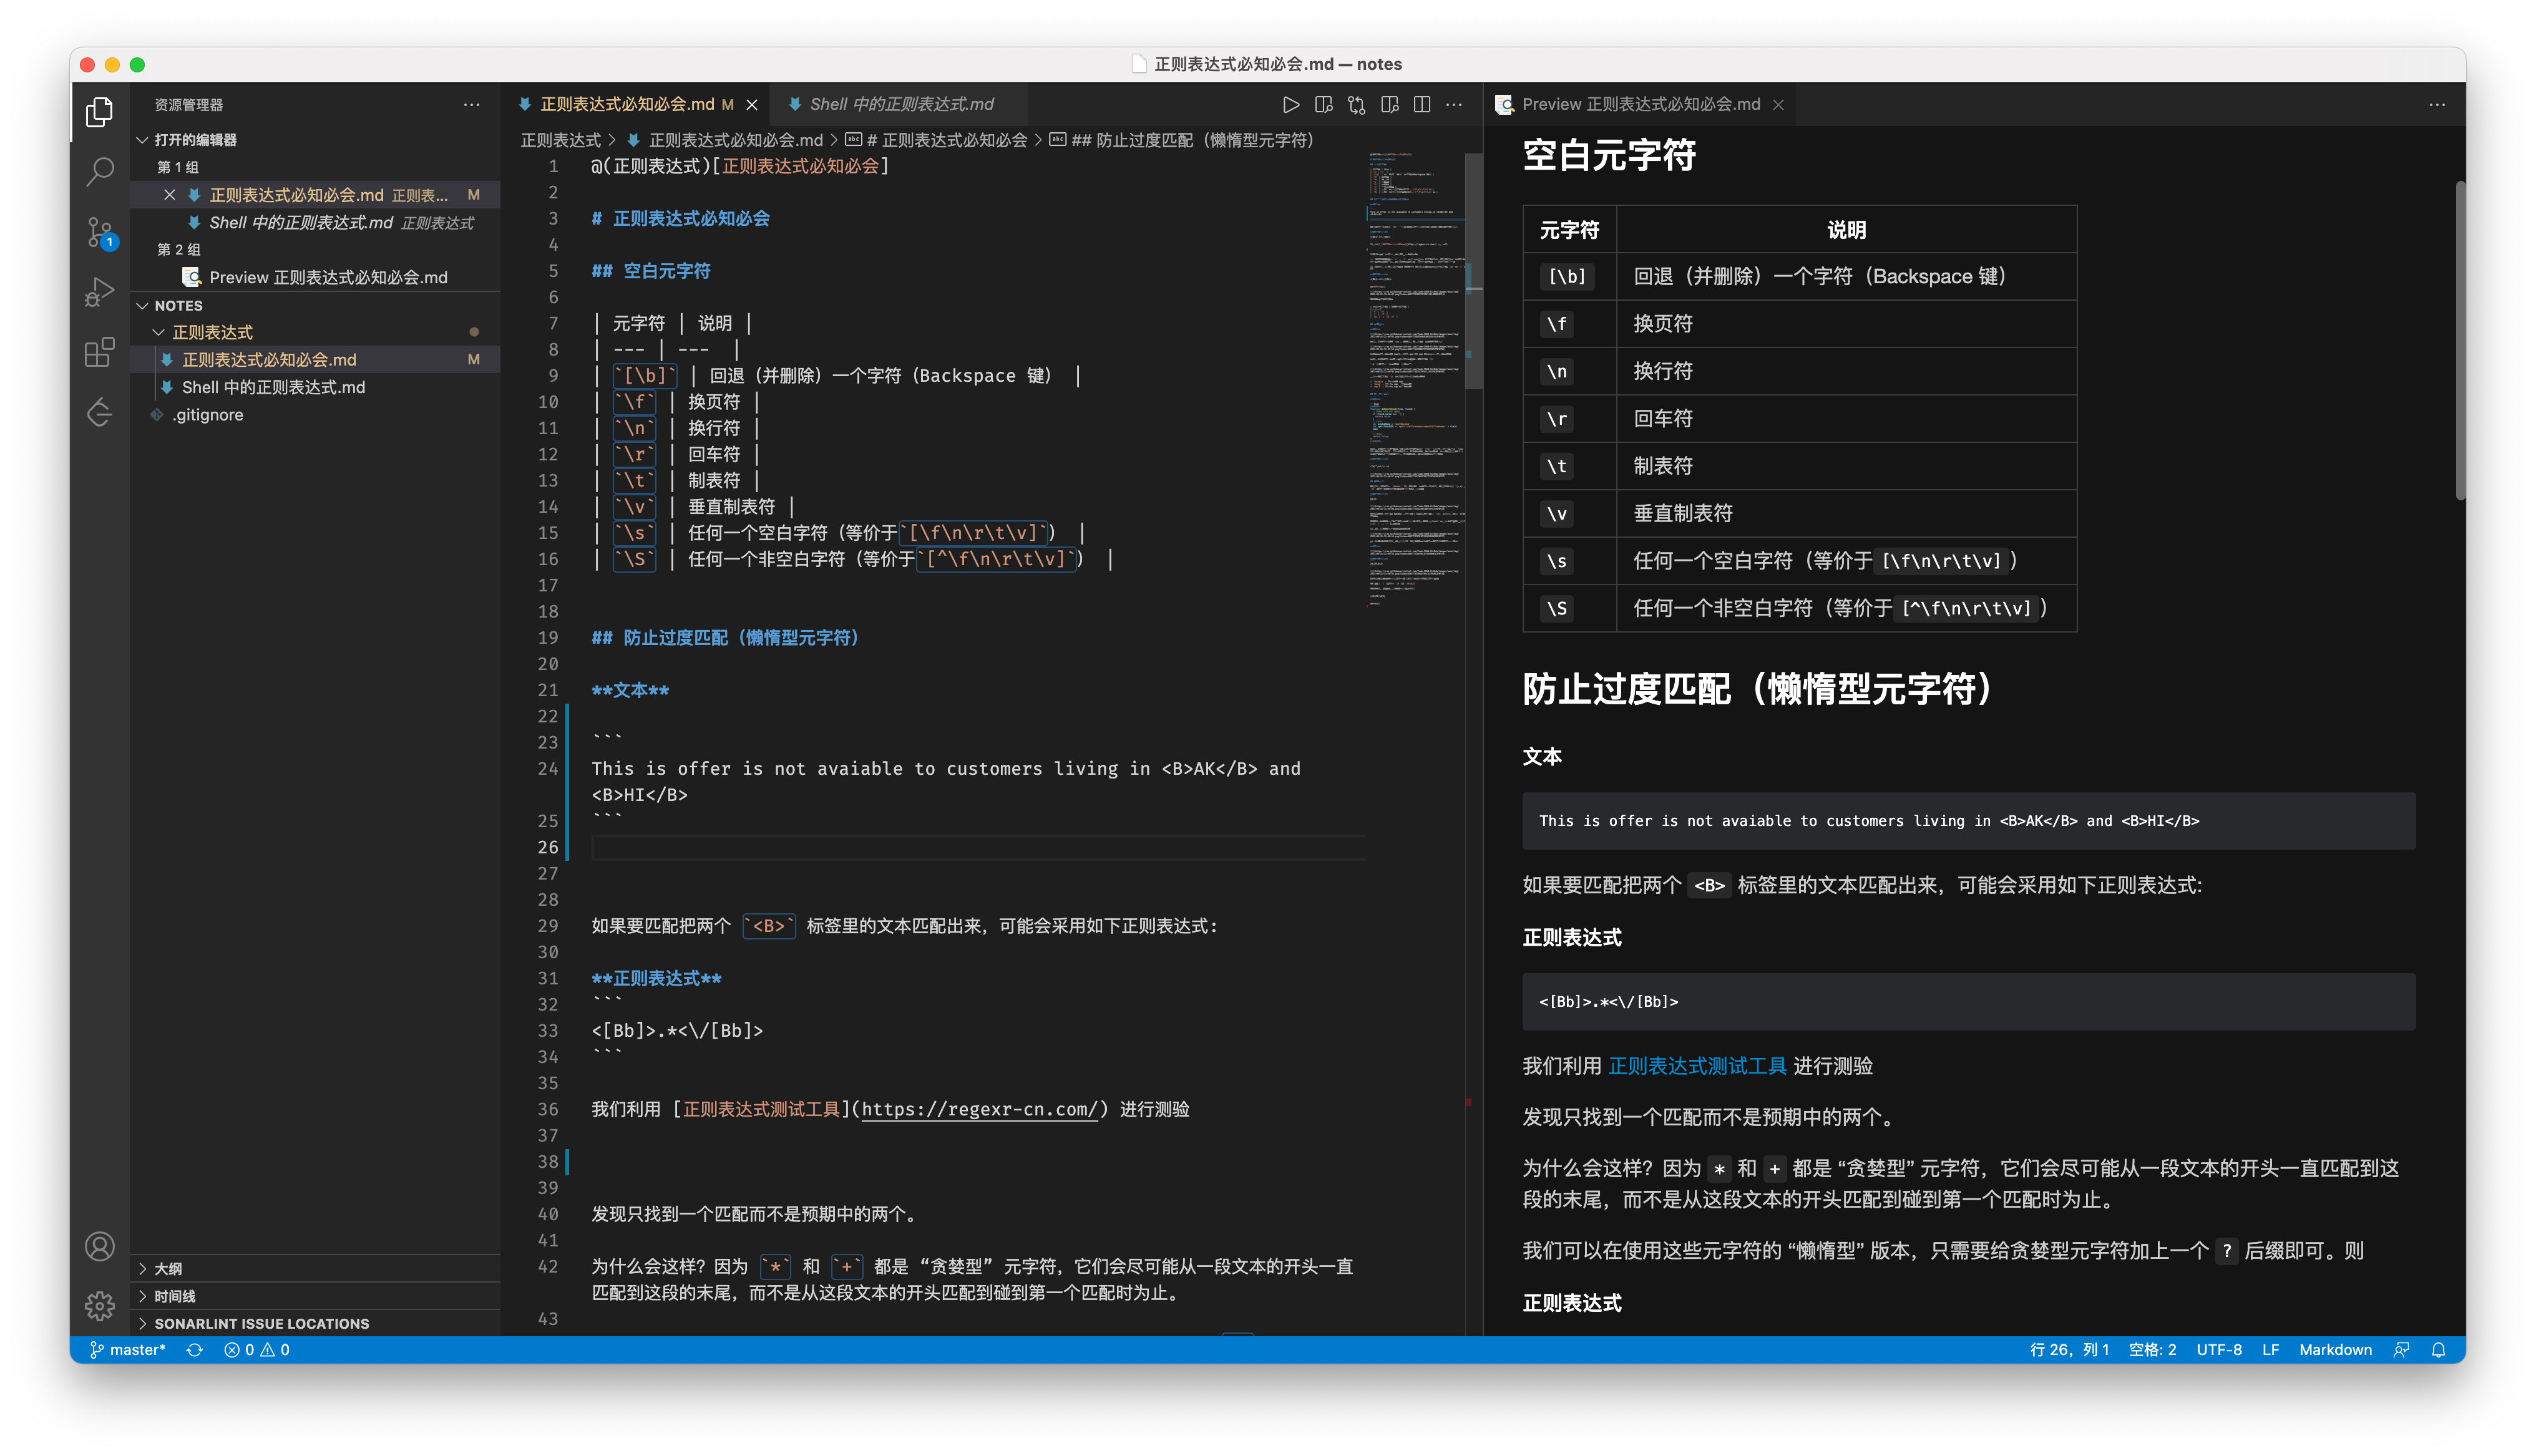 正则表达式必知必会.md — notes
资源管理器
打开的编辑器
第 1 组
正则表达式必知必会.md 正则表... M
Shell 中的正则表达式.md 正则表达式
第 2 组
Preview 正则表达式必知必会.md
NOTES
正则表达式
正则表达式必知必会.md M
Shell 中的正则表达式.md
.gitignore
大纲
时间线
SONARLINT ISSUE LOCATIONS
正则表达式必知必会.md M
Shell 中的正则表达式.md
正则表达式 > 正则表达式必知必会.md > # 正则表达式必知必会 > ## 防止过度匹配（懒惰型元字符）
1 @(正则表达式)[正则表达式必知必会]
2
3 # 正则表达式必知必会
4
5 ## 空白元字符
6
7 | 元字符 | 说明 |
8 | --- | --- |
9 | `[\b]` | 回退（并删除）一个字符（Backspace 键） |
10 | `\f` | 换页符 |
11 | `\n` | 换行符 |
12 | `\r` | 回车符 |
13 | `\t` | 制表符 |
14 | `\v` | 垂直制表符 |
15 | `\s` | 任何一个空白字符（等价于`[\f\n\r\t\v]`） |
16 | `\S` | 任何一个非空白字符（等价于`[^\f\n\r\t\v]`） |
17
18
19 ## 防止过度匹配（懒惰型元字符）
20
21 **文本**
22
23 ```
24 This is offer is not avaiable to customers living in <B>AK</B> and
<B>HI</B>
25 ```
26
27
28
29 如果要匹配把两个 `<B>` 标签里的文本匹配出来，可能会采用如下正则表达式：
30
31 **正则表达式**
32 ```
33 <[Bb]>.*<\/[Bb]>
34 ```
35
36 我们利用 [正则表达式测试工具](https://regexr-cn.com/) 进行测验
37
38
39
40 发现只找到一个匹配而不是预期中的两个。
41
42 为什么会这样？因为 `*` 和 `+` 都是 “贪婪型” 元字符，它们会尽可能从一段文本的开头一直
匹配到这段的末尾，而不是从这段文本的开头匹配到碰到第一个匹配时为止。
43
Preview 正则表达式必知必会.md
空白元字符
元字符 说明
[\b] 回退（并删除）一个字符（Backspace 键）
\f 换页符
\n 换行符
\r 回车符
\t 制表符
\v 垂直制表符
\s 任何一个空白字符（等价于 [\f\n\r\t\v] ）
\S 任何一个非空白字符（等价于 [^\f\n\r\t\v] ）
防止过度匹配（懒惰型元字符）
文本
This is offer is not avaiable to customers living in <B>AK</B> and <B>HI</B>
如果要匹配把两个 <B> 标签里的文本匹配出来，可能会采用如下正则表达式：
正则表达式
<[Bb]>.*<\/[Bb]>
我们利用 正则表达式测试工具 进行测验
发现只找到一个匹配而不是预期中的两个。
为什么会这样？因为 * 和 + 都是 “贪婪型” 元字符，它们会尽可能从一段文本的开头一直匹配到这
段的末尾，而不是从这段文本的开头匹配到碰到第一个匹配时为止。
我们可以在使用这些元字符的 “懒惰型” 版本，只需要给贪婪型元字符加上一个 ? 后缀即可。则
正则表达式
1
master* 0 0
行 26，列 1 空格: 2 UTF-8 LF Markdown